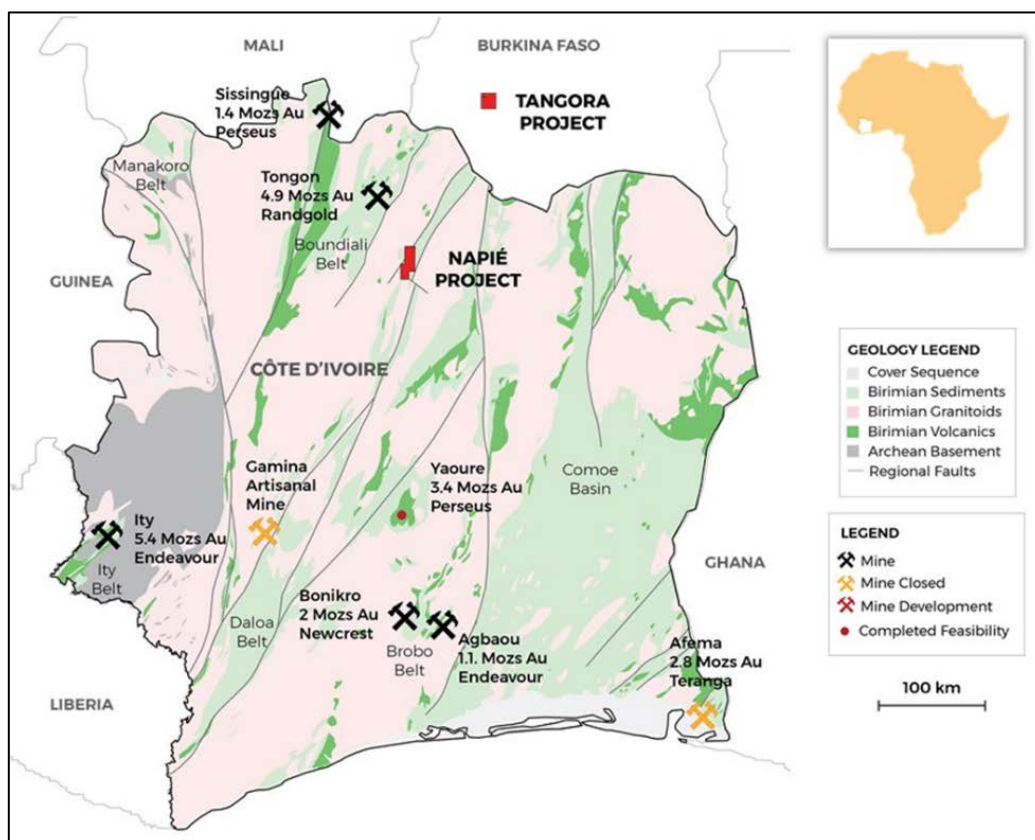 MALI
BURKINA FASO
Sissingue
1.4 Mozs Au
Perseus
TANGORA
PROJECT
Manakoro
Belt
Tongon
4.9 Mozs Au
Randgold
Boundiali
Belt
NAPIÉ
PROJECT
GUINEA
CÔTE D'IVOIRE
Gamina
Artisanal
Mine
Yaoure
3.4 Mozs Au
Perseus
Comoe
Basin
Ity
5.4 Mozs Au
Endeavour
Ity
Belt
Daloa
Belt
Bonikro
2 Mozs Au
Newcrest
Brobo
Belt
Agbaou
1.1. Mozs Au
Endeavour
GHANA
Afema
2.8 Mozs Au
Teranga
LIBERIA
GEOLOGY LEGEND
Cover Sequence
Birimian Sediments
Birimian Granitoids
Birimian Volcanics
Archean Basement
Regional Faults
LEGEND
Mine
Mine Closed
Mine Development
Completed Feasibility
100 km